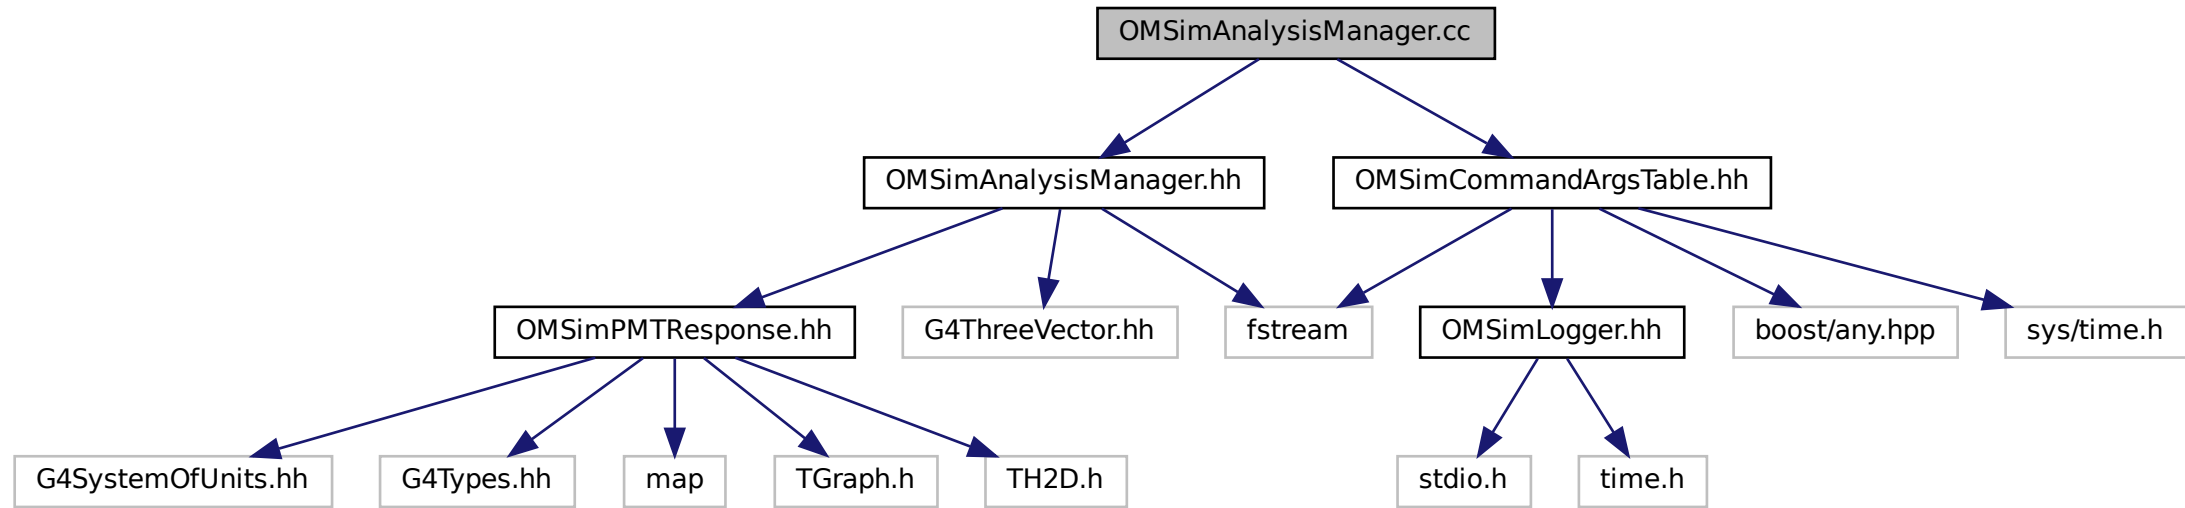 OMSimAnalysisManager.cc
OMSimAnalysisManager.hh
OMSimCommandArgsTable.hh
OMSimPMTResponse.hh
G4ThreeVector.hh
fstream
OMSimLogger.hh
boost/any.hpp
sys/time.h
G4SystemOfUnits.hh
G4Types.hh
map
TGraph.h
TH2D.h
stdio.h
time.h